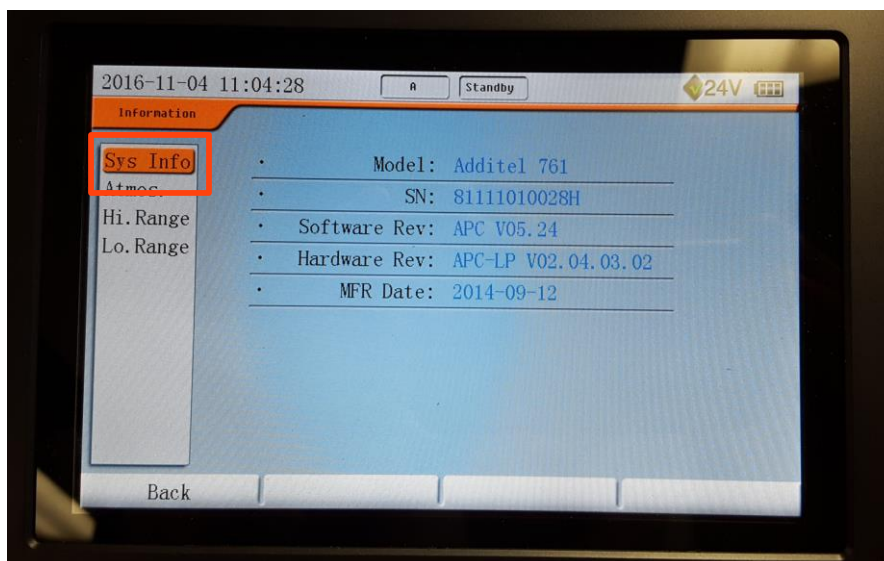 2016-11-04 11:04:28 A Standby 24V
Information
Sys Info
Atmos.
Hi.Range
Lo.Range
· Model: Additel 761
· SN: 81111010028H
· Software Rev: APC V05.24
· Hardware Rev: APC-LP V02.04.03.02
· MFR Date: 2014-09-12
Back